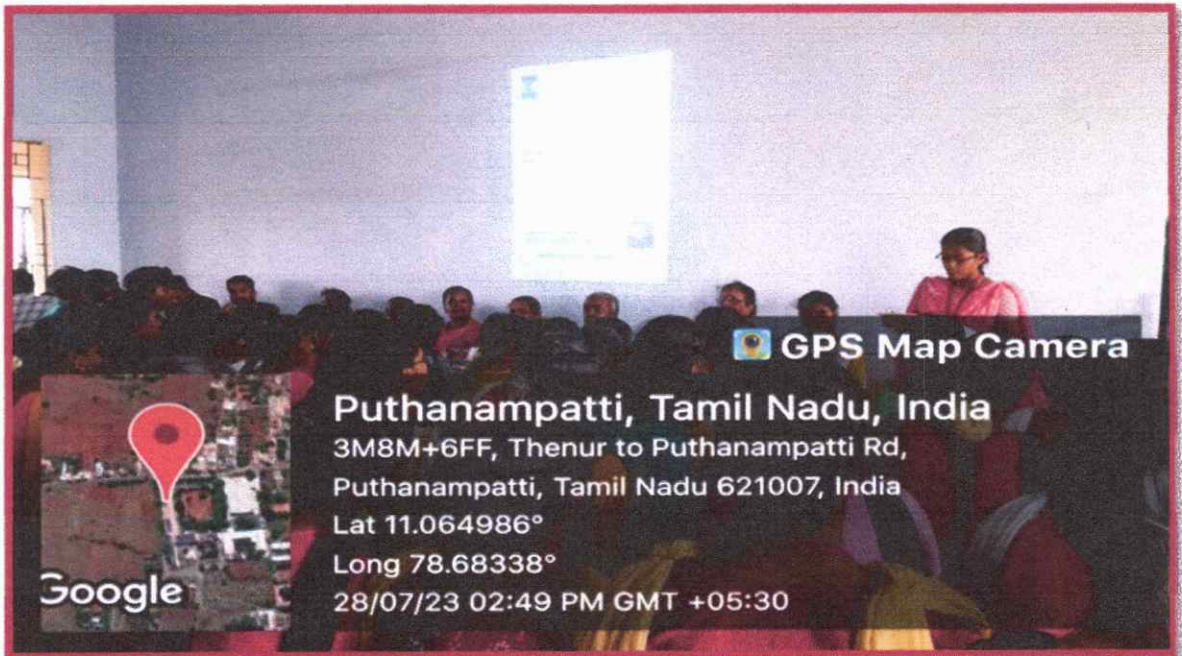 GPS Map Camera
Puthanampatti, Tamil Nadu, India
3M8M+6FF, Thenur to Puthanampatti Rd,
Puthanampatti, Tamil Nadu 621007, India
Lat 11.064986°
Long 78.68338°
28/07/23 02:49 PM GMT +05:30
Google